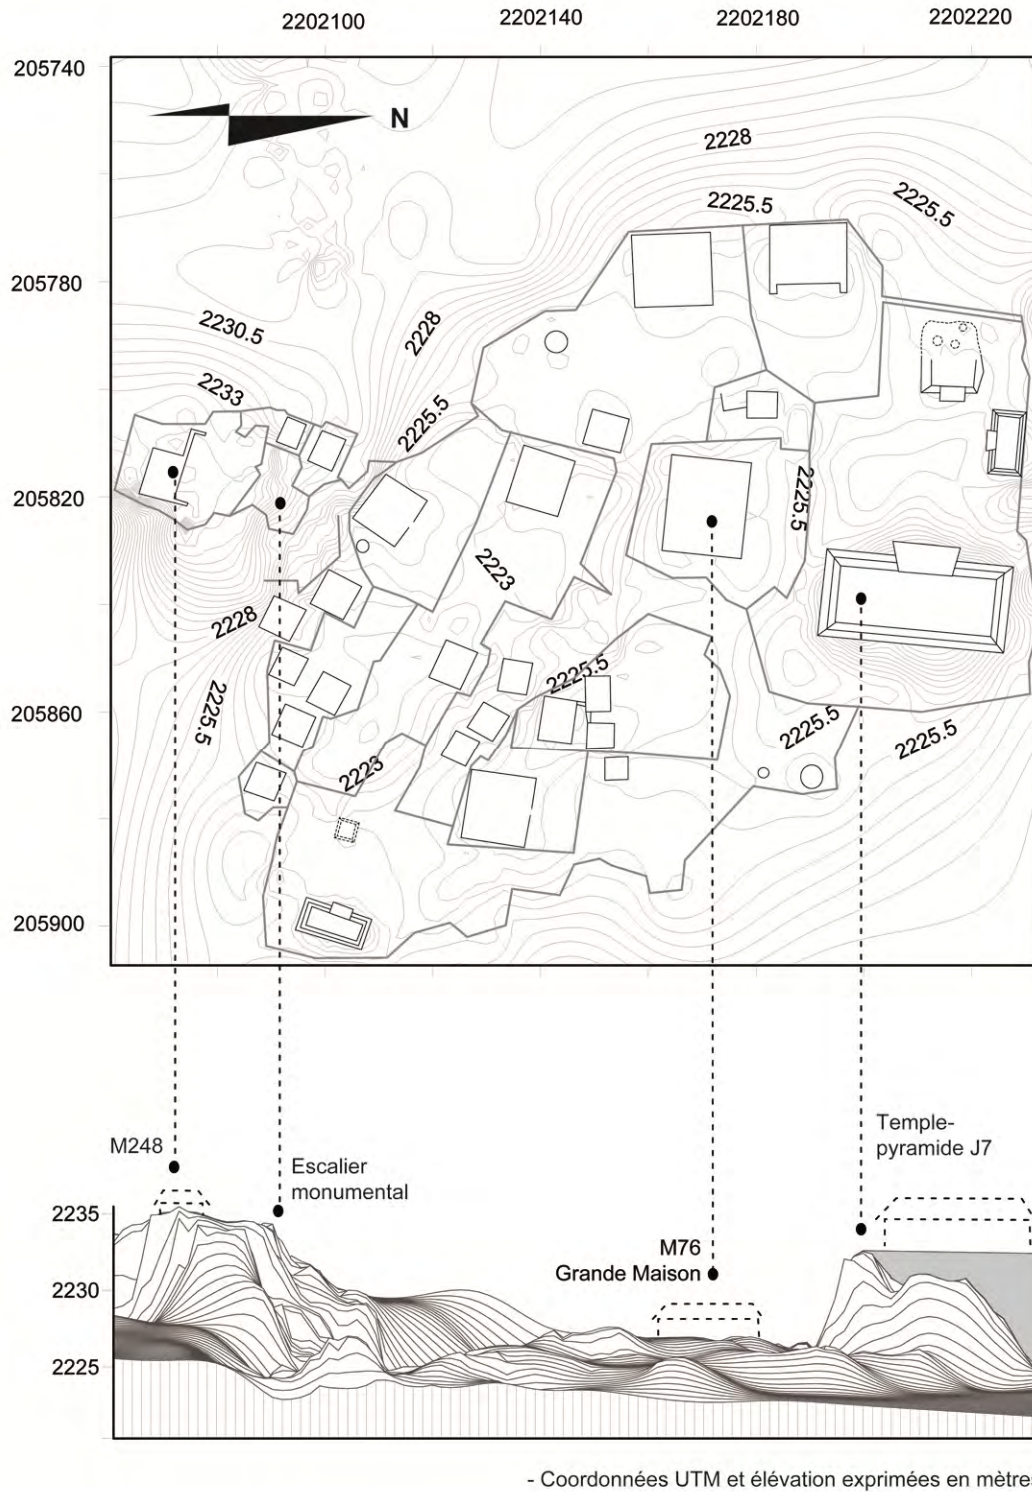 2202100 2202140 2202180 2202220
205740
N
2228
2225.5
2225.5
205780
2230.5
2228
2233
2225.5
205820
2225.5
2223
2228
2225.5
2225.5
205860
2225.5
2225.5
2223
205900
M248
Escalier
monumental
Temple-
pyramide J7
2235
M76
Grande Maison
2230
2225
- Coordonnées UTM et élévation exprimées en mètre